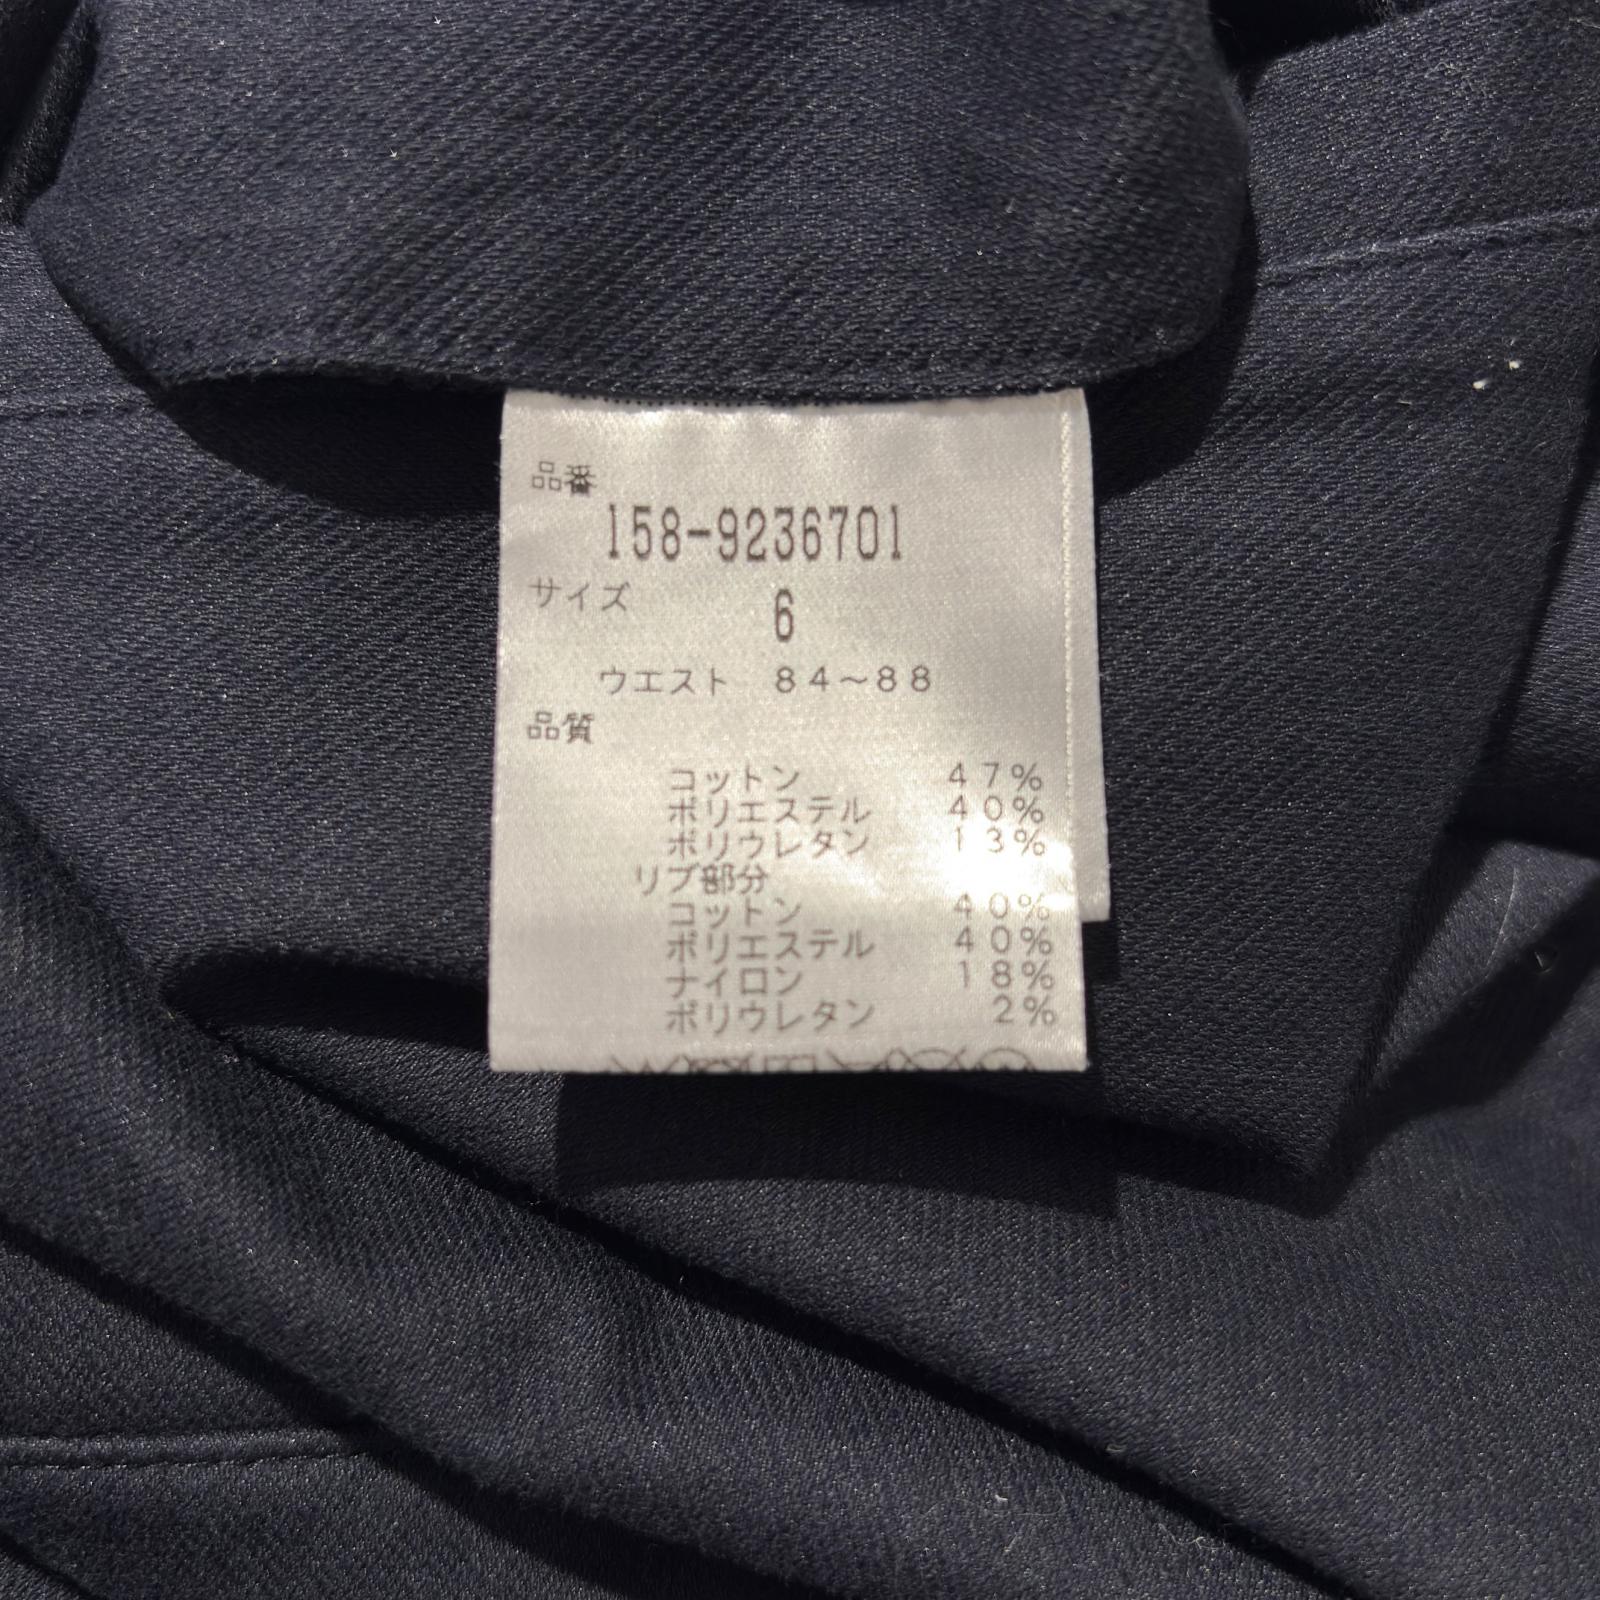 品番
158-9236701
サイズ 6
ウエスト 84～88
品質
コットン 47%
ポリエステル 40%
ポリウレタン 13%
リブ部分
コットン 40%
ポリエステル 40%
ナイロン 18%
ポリウレタン 2%